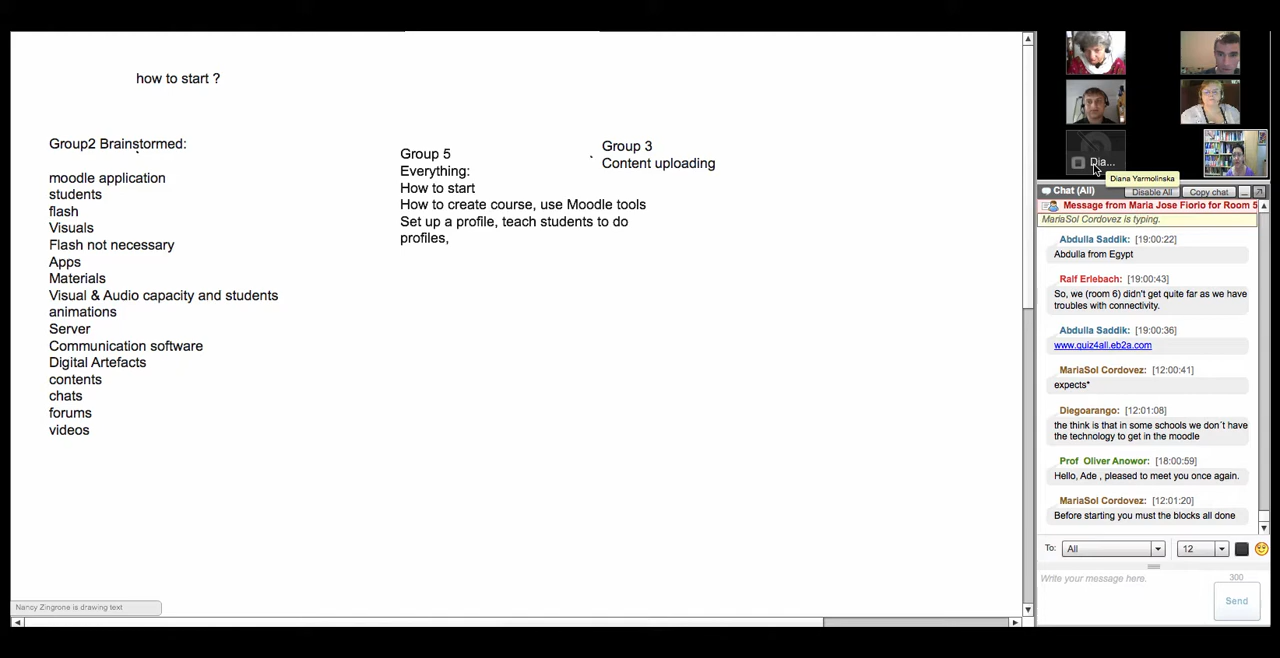 how to start ?
Group2 Brainstormed:
moodle application
students
flash
Visuals
Flash not necessary
Apps
Materials
Visual & Audio capacity and students
animations
Server
Communication software
Digital Artefacts
contents
chats
forums
videos
Group 5
Everything:
How to start
How to create course, use Moodle tools
Set up a profile, teach students to do
profiles,
Group 3
Content uploading
Nancy Zingrone is drawing text
Dia...
Diana Yarmolinska
Chat (All)
Disable All
Copy chat
Message from Maria Jose Fiorio for Room 5
MariaSol Cordovez is typing.
Abdulla Saddik: [19:00:22]
Abdulla from Egypt
Ralf Erlebach: [19:00:43]
So, we (room 6) didn't get quite far as we have
troubles with connectivity.
Abdulla Saddik: [19:00:36]
www.quiz4all.eb2a.com
MariaSol Cordovez: [12:00:41]
expects*
Diegoarango: [12:01:08]
the think is that in some schools we don´t have
the technology to get in the moodle
Prof Oliver Anowor: [18:00:59]
Hello, Ade , pleased to meet you once again.
MariaSol Cordovez: [12:01:20]
Before starting you must the blocks all done
To: All 12
Write your message here.
300
Send